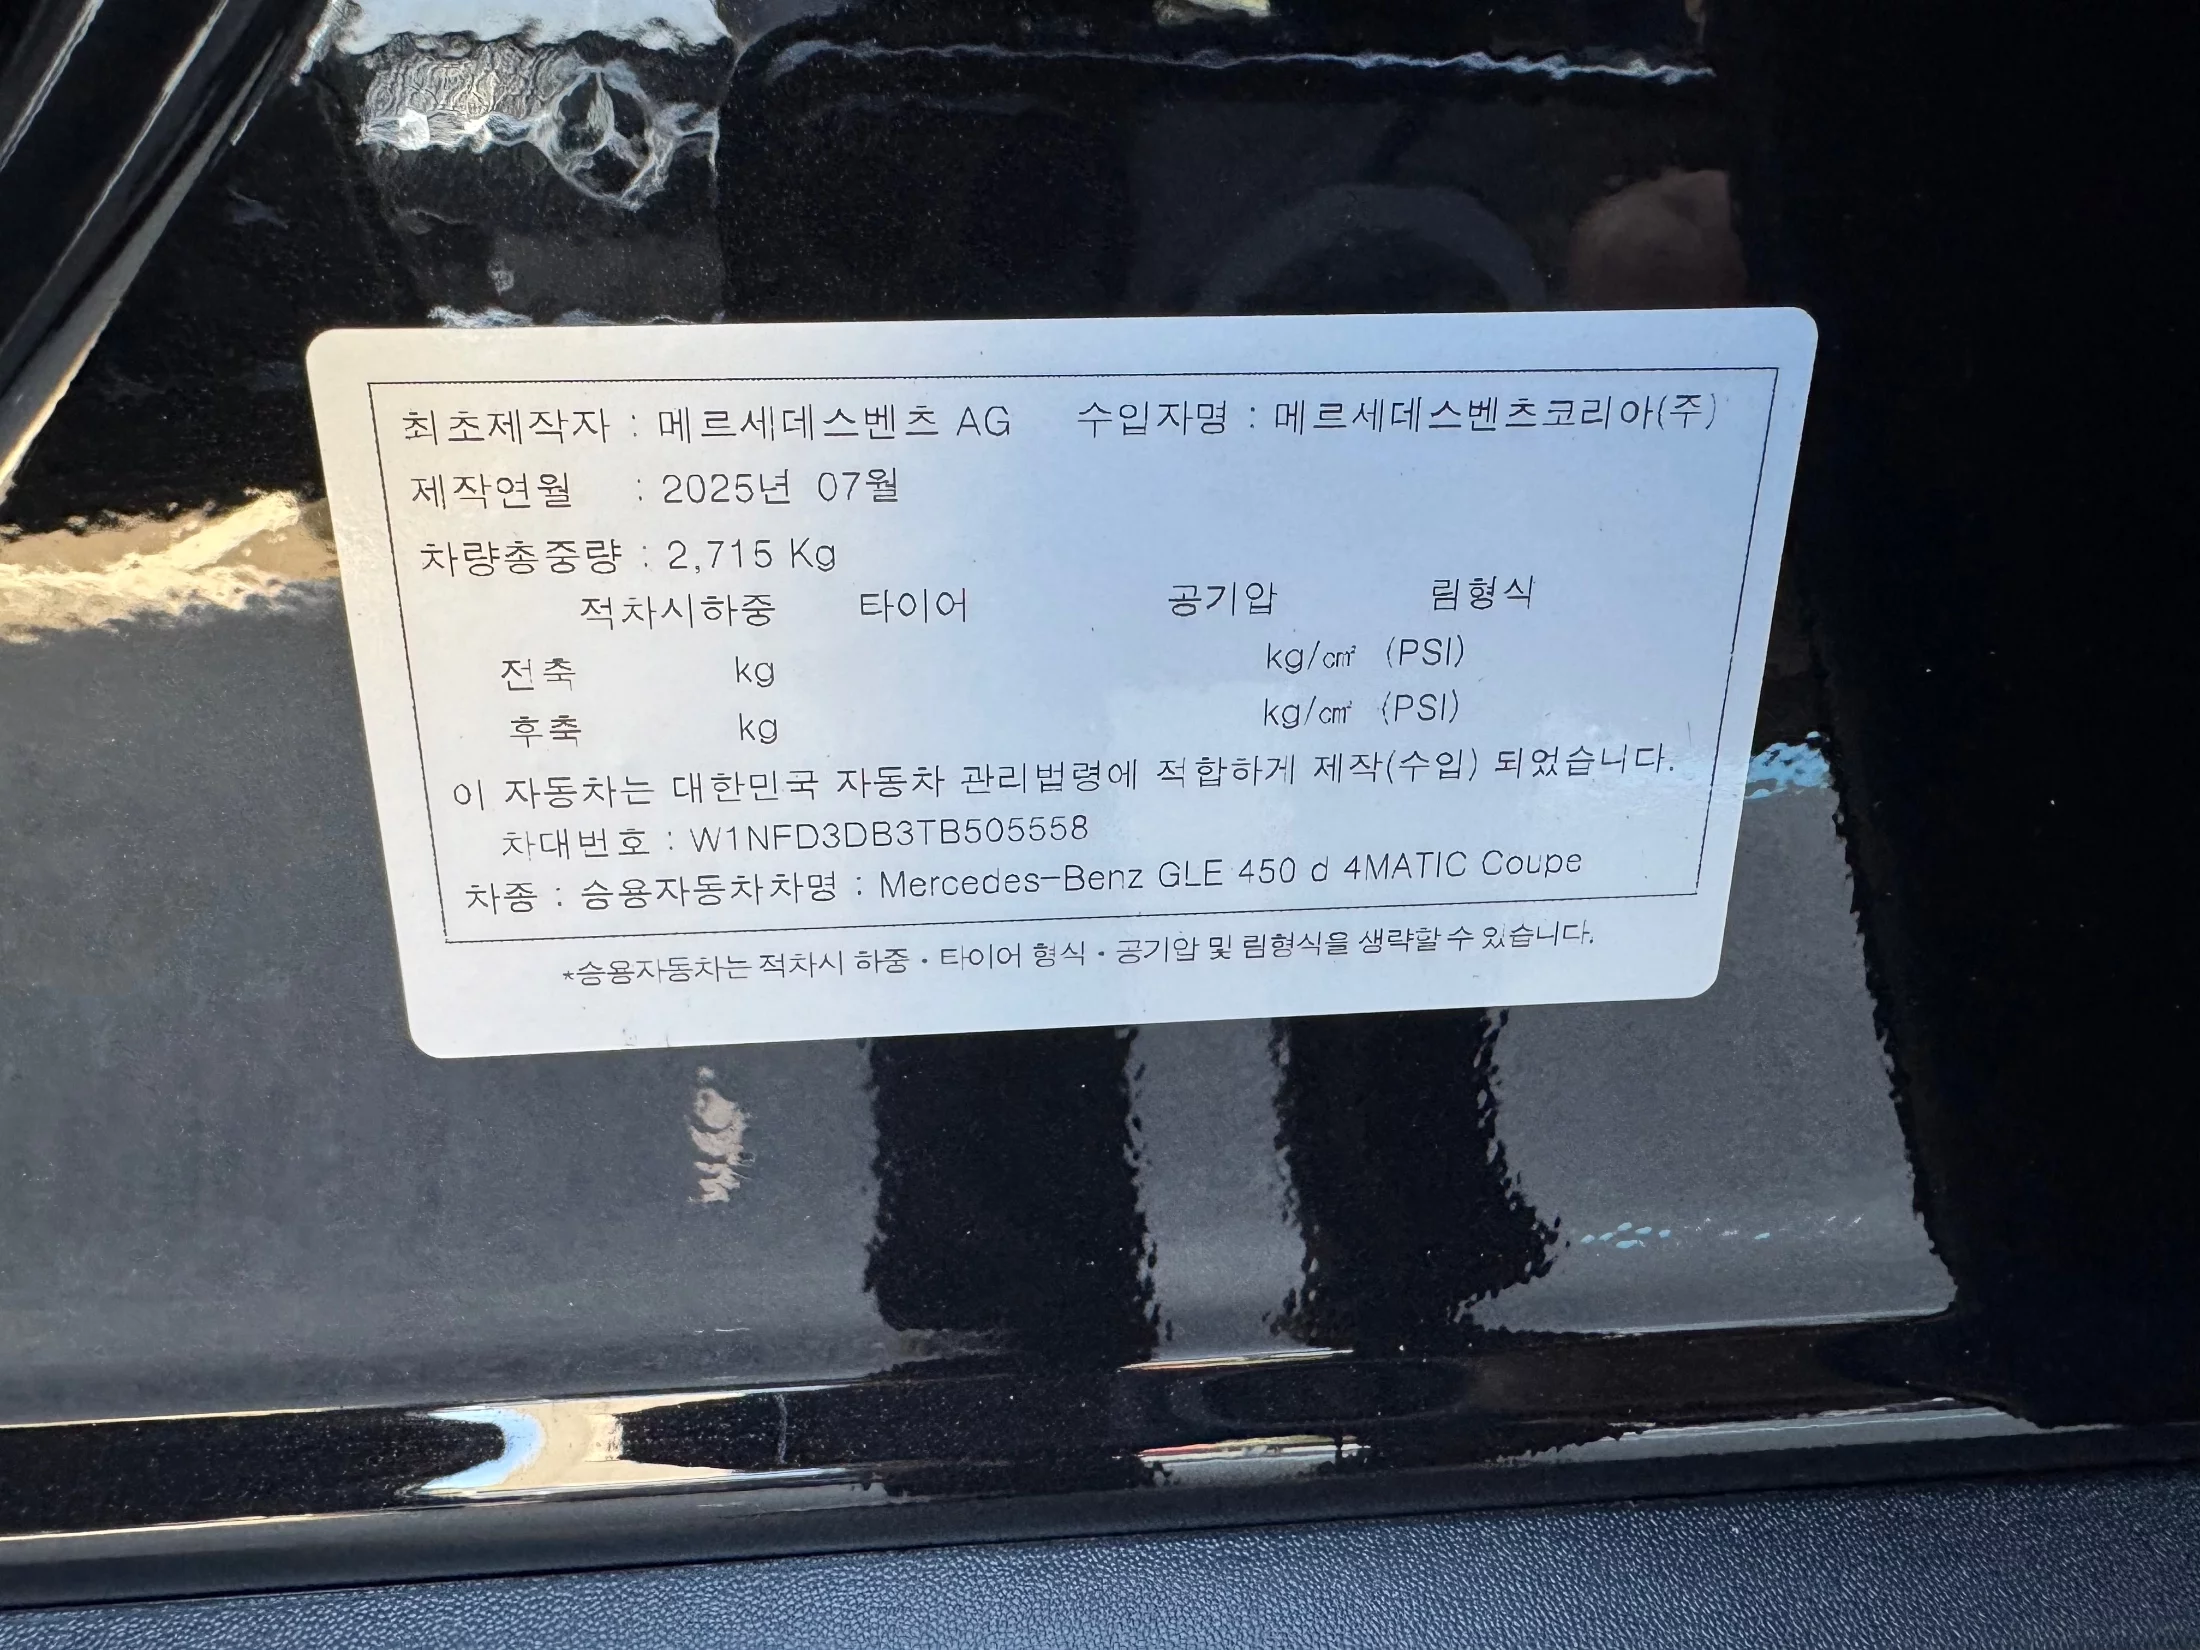 최초제작자 : 메르세데스벤츠 AG 수입자명 : 메르세데스벤츠코리아(주)
제작연월 : 2025년 07월
차량총중량 : 2,715 Kg
적차시하중 타이어 공기압 림형식
전축 kg kg/㎠ (PSI)
후축 kg kg/㎠ (PSI)
이 자동차는 대한민국 자동차 관리법령에 적합하게 제작(수입) 되었습니다.
차대번호 : W1NFD3DB3TB505558
차종 : 승용자동차차명 : Mercedes-Benz GLE 450 d 4MATIC Coupe
*승용자동차는 적차시 하중·타이어 형식·공기압 및 림형식을 생략할 수 있습니다.